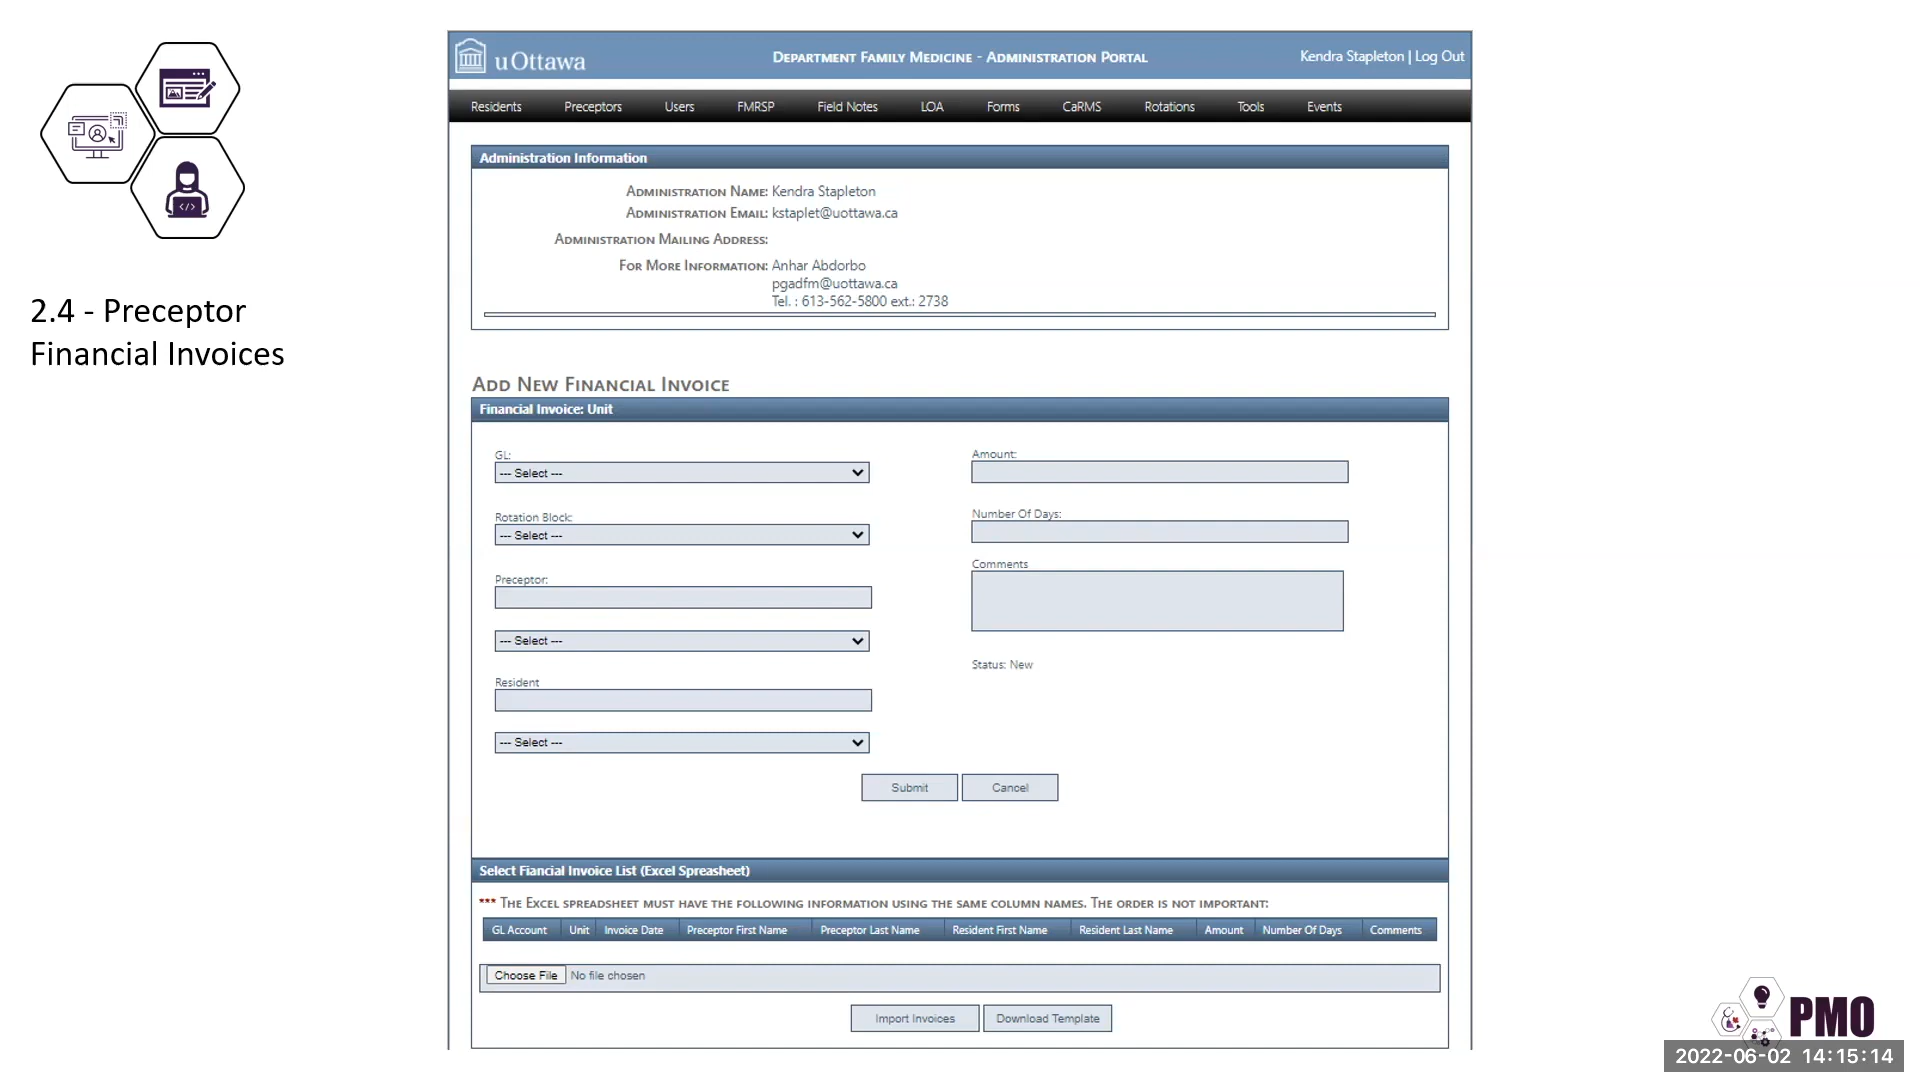 uOttawa
Department Family Medicine - Administration Portal
Kendra Stapleton | Log Out
Residents Preceptors Users FMRSP Field Notes LOA Forms CaRMS Rotations Tools Events
Administration Information
Administration Name: Kendra Stapleton
Administration Email: kstaplet@uottawa.ca
Administration Mailing Address:
For More Information: Anhar Abdorbo
pgadfm@uottawa.ca
Tel. : 613-562-5800 ext.: 2738
2.4 - Preceptor
Financial Invoices
Add New Financial Invoice
Financial Invoice: Unit
GL:
--- Select ---
Rotation Block:
--- Select ---
Preceptor:
--- Select ---
Resident
--- Select ---
Amount:
Number Of Days:
Comments
Status: New
Submit Cancel
Select Fiancial Invoice List (Excel Spreasheet)
*** The Excel spreadsheet must have the following information using the same column names. The order is not important:
GL Account Unit Invoice Date Preceptor First Name Preceptor Last Name Resident First Name Resident Last Name Amount Number Of Days Comments
Choose File No file chosen
Import Invoices Download Template
PMO
2022-06-02 14:15:14